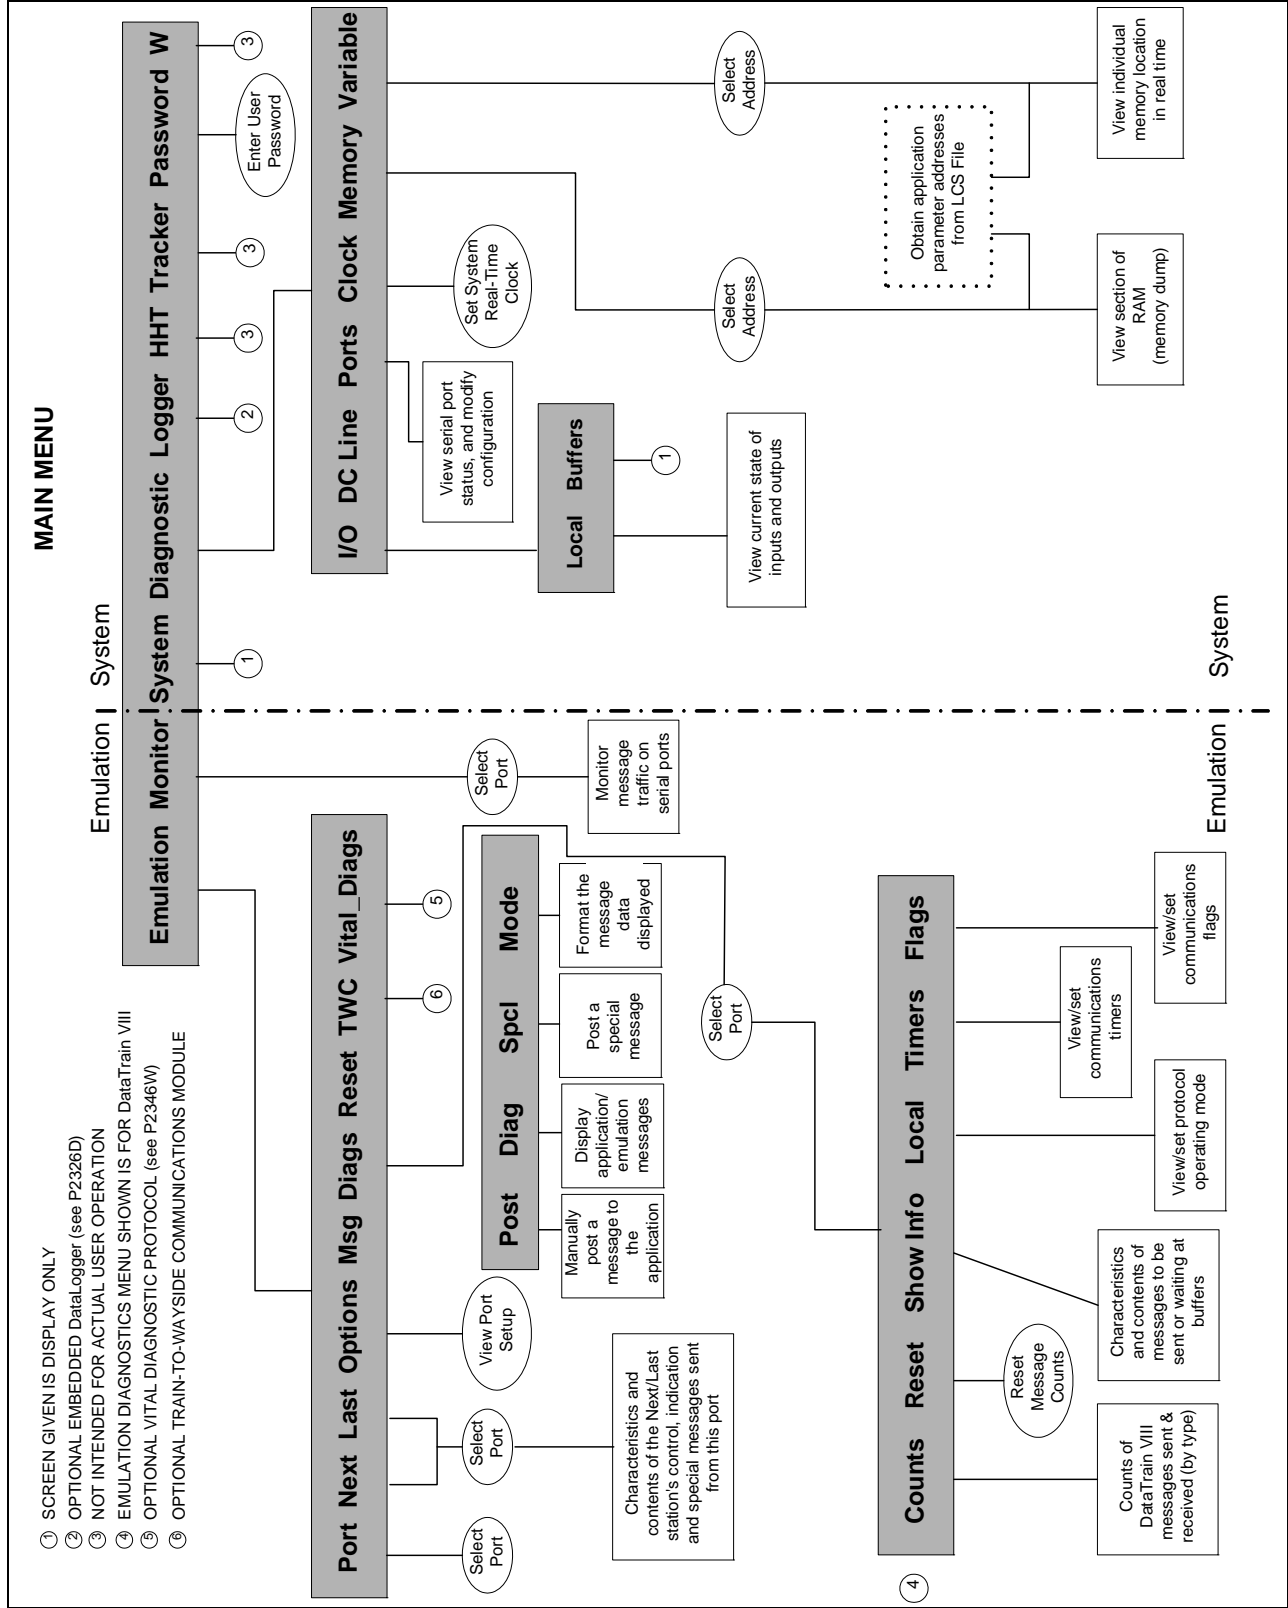 MAIN MENU
① SCREEN GIVEN IS DISPLAY ONLY
② OPTIONAL EMBEDDED DataLogger (see P2326D)
③ NOT INTENDED FOR ACTUAL USER OPERATION
④ EMULATION DIAGNOSTICS MENU SHOWN IS FOR DataTrain VIII
⑤ OPTIONAL VITAL DIAGNOSTIC PROTOCOL (see P2346W)
⑥ OPTIONAL TRAIN-TO-WAYSIDE COMMUNICATIONS MODULE
Emulation
System
Emulation Monitor System Diagnostic Logger HHT Tracker Password W
1
2
3
3
Enter User
Password
3
Port Next Last Options Msg Diags Reset TWC Vital_Diags
Select
Port
Select
Port
View Port
Setup
6
5
Characteristics and
contents of the Next/Last
station's control, indication
and special messages sent
from this port
Post Diag Spcl Mode
Manually
post a
message to
the
application
Display
application/
emulation
messages
Post a
special
message
Format the
message
data
displayed
Select
Port
Monitor
message
traffic on
serial ports
Select
Port
4
Counts Reset Show Info Local Timers Flags
Counts of
DataTrain VIII
messages sent &
received (by type)
Reset
Message
Counts
Characteristics
and contents of
messages to be
sent or waiting at
buffers
View/set protocol
operating mode
View/set
communications
timers
View/set
communications
flags
I/O DC Line Ports Clock Memory Variable
View serial port
status, and modify
configuration
Set System
Real-Time
Clock
Local Buffers
1
View current state of
inputs and outputs
Select
Address
Select
Address
Obtain application
parameter addresses
from LCS File
View section of
RAM
(memory dump)
View individual
memory location
in real time
Emulation
System